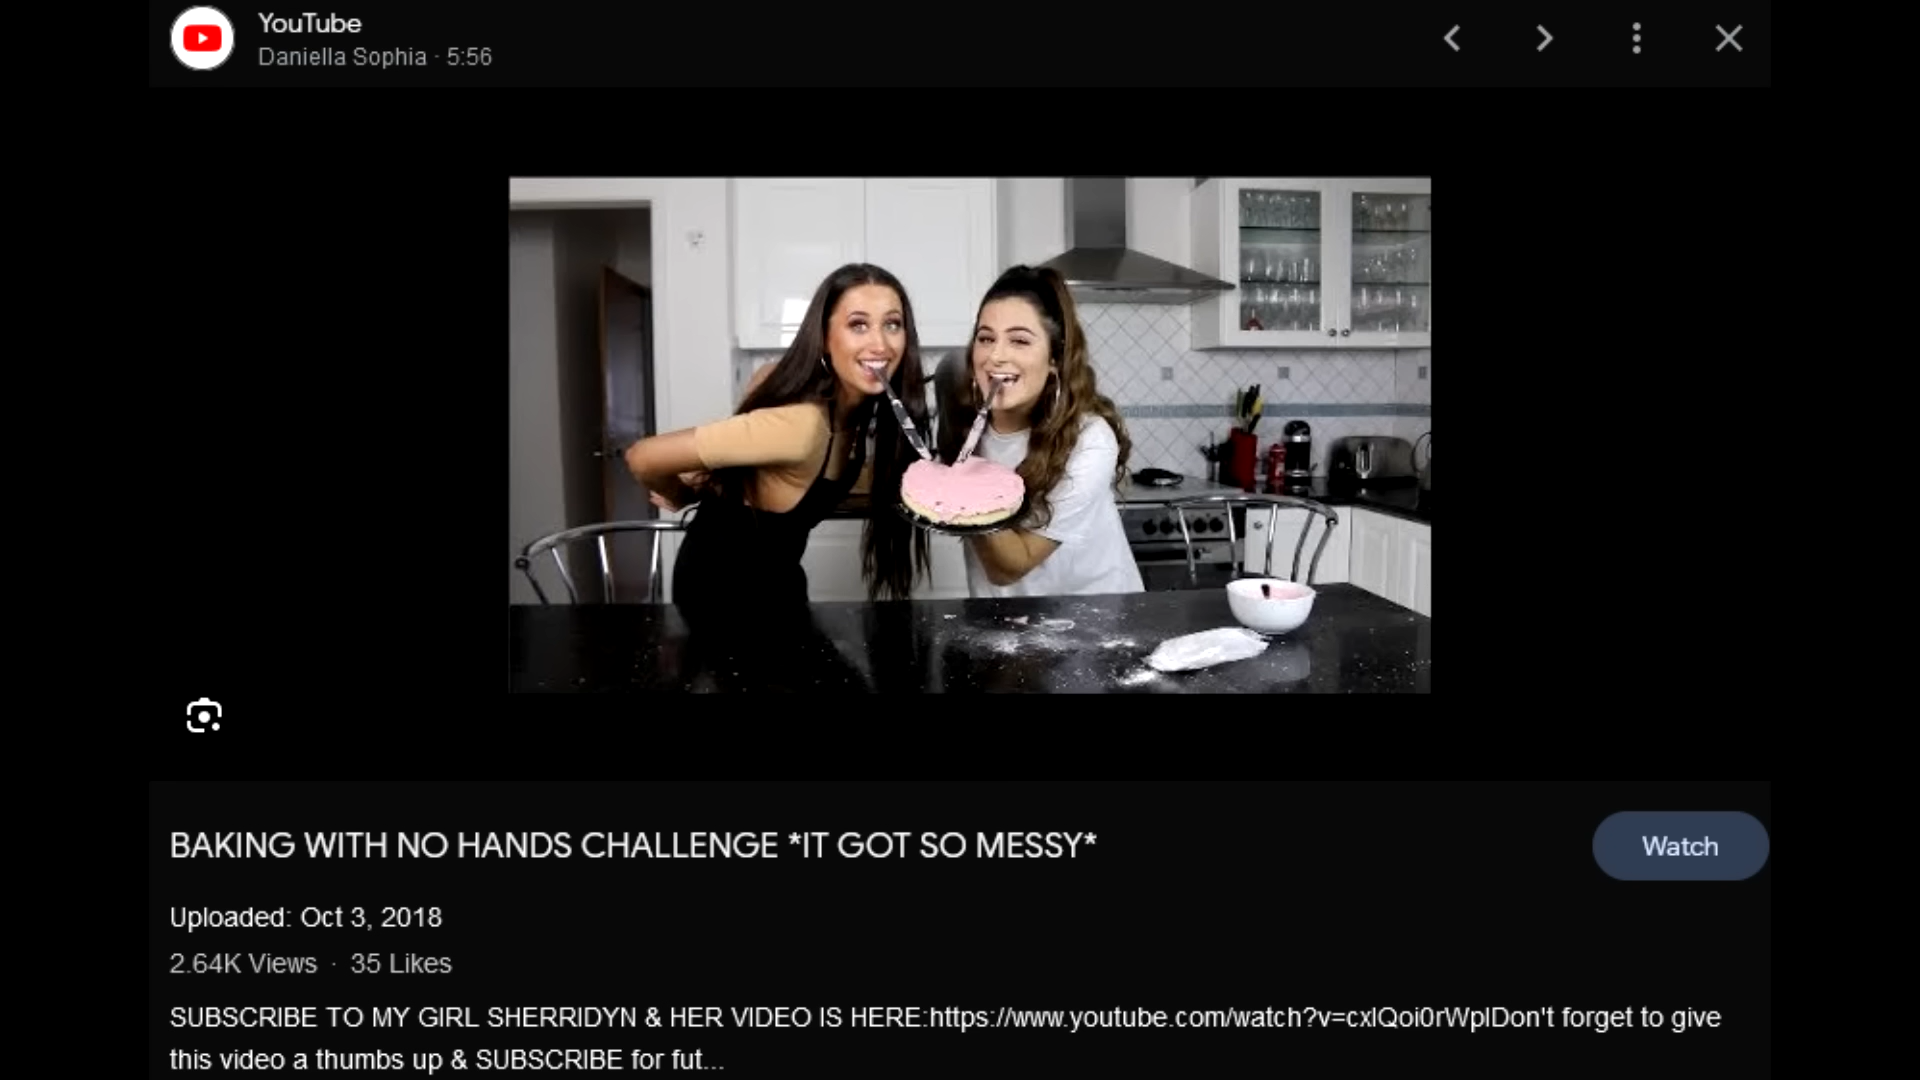 YouTube
Daniella Sophia · 5:56
BAKING WITH NO HANDS CHALLENGE *IT GOT SO MESSY*
Watch
Uploaded: Oct 3, 2018
2.64K Views · 35 Likes
SUBSCRIBE TO MY GIRL SHERRIDYN & HER VIDEO IS HERE:https://www.youtube.com/watch?v=cxlQoi0rWplDon't forget to give
this video a thumbs up & SUBSCRIBE for fut...